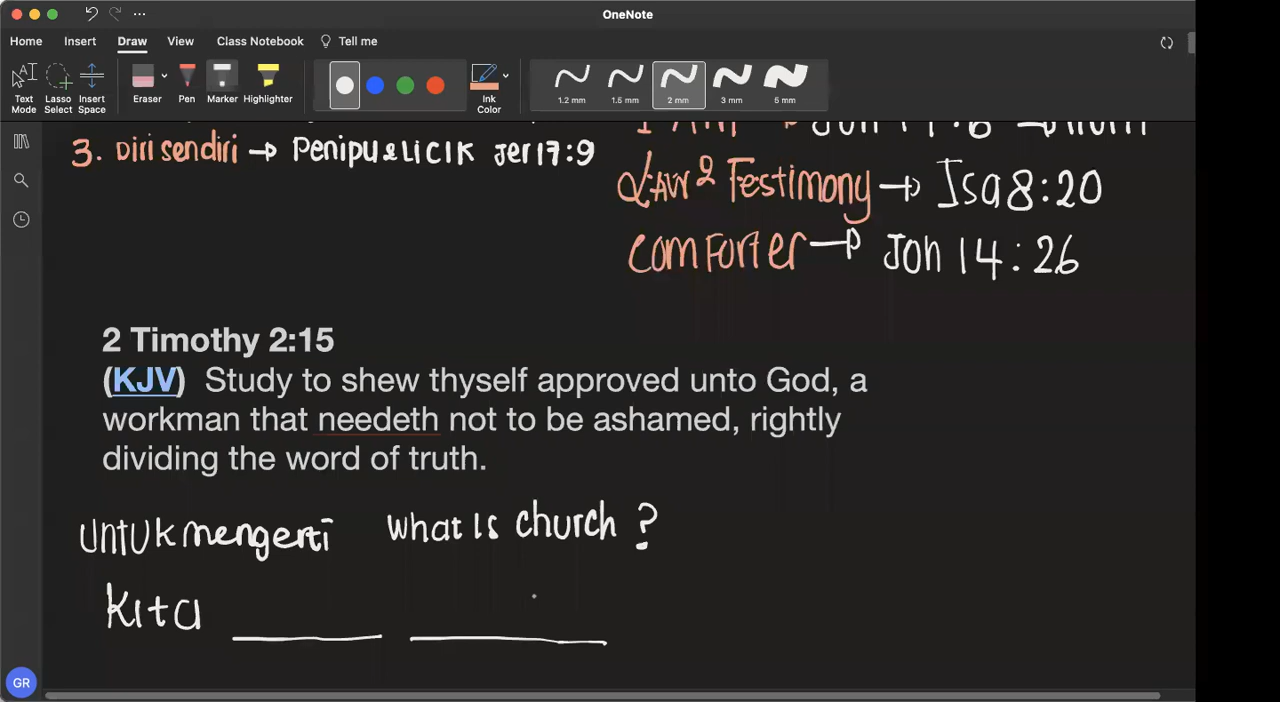 OneNote
Home Insert Draw View Class Notebook Tell me
Text Mode Lasso Select Insert Space Eraser Pen Marker Highlighter Ink Color 1.2 mm 1.5 mm 2 mm 3 mm 5 mm
3. Diri sendiri → Penipu & LICIK Jer 17:9
Law & Testimony → Isa 8:20
Comforter → Joh 14:26
2 Timothy 2:15
(KJV) Study to shew thyself approved unto God, a
workman that needeth not to be ashamed, rightly
dividing the word of truth.
untuk mengerti what is church ?
kita
GR